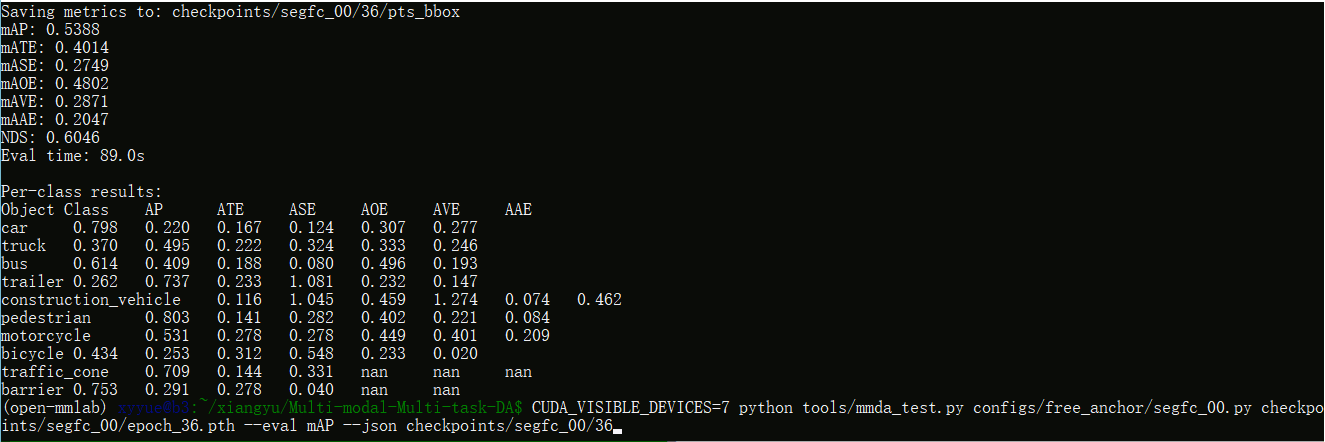 Saving metrics to: checkpoints/segfc_00/36/pts_bbox
mAP: 0.5388
mATE: 0.4014
mASE: 0.2749
mAOE: 0.4802
mAVE: 0.2871
mAAE: 0.2047
NDS: 0.6046
Eval time: 89.0s
Per-class results:
Object Class AP ATE ASE AOE AVE AAE
car 0.798 0.220 0.167 0.124 0.307 0.277
truck 0.370 0.495 0.222 0.324 0.333 0.246
bus 0.614 0.409 0.188 0.080 0.496 0.193
trailer 0.262 0.737 0.233 1.081 0.232 0.147
construction_vehicle 0.116 1.045 0.459 1.274 0.074 0.462
pedestrian 0.803 0.141 0.282 0.402 0.221 0.084
motorcycle 0.531 0.278 0.278 0.449 0.401 0.209
bicycle 0.434 0.253 0.312 0.548 0.233 0.020
traffic_cone 0.709 0.144 0.331 nan nan nan
barrier 0.753 0.291 0.278 0.040 nan nan
(open-mmlab) xyyue@b3:~/xiangyu/Multi-modal-Multi-task-DA$ CUDA_VISIBLE_DEVICES=7 python tools/mmda_test.py configs/free_anchor/segfc_00.py checkpo
ints/segfc_00/epoch_36.pth --eval mAP --json checkpoints/segfc_00/36